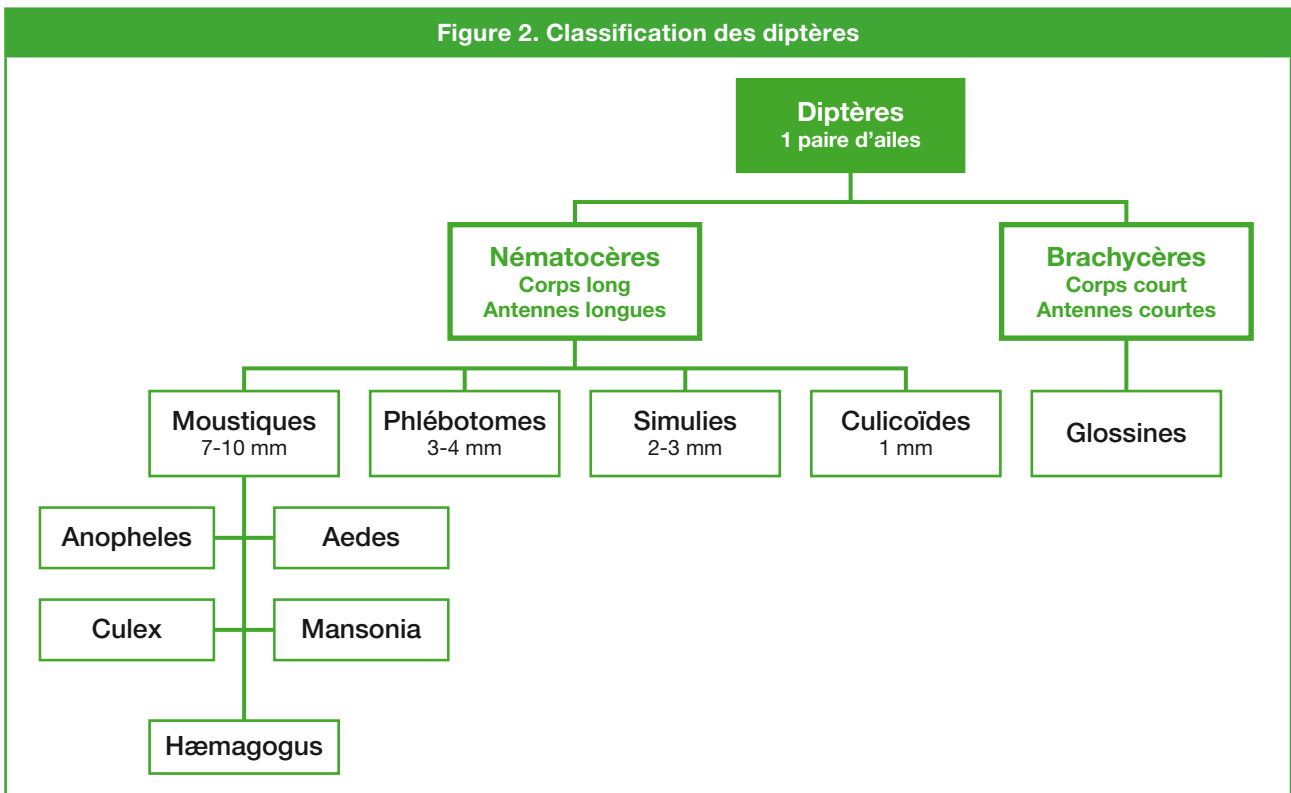 Figure 2. Classification des diptères
Diptères
1 paire d'ailes
Nématocères
Corps long
Antennes longues
Brachycères
Corps court
Antennes courtes
Moustiques
7-10 mm
Phlébotomes
3-4 mm
Simulies
2-3 mm
Culicoïdes
1 mm
Glossines
Anopheles
Aedes
Culex
Mansonia
Hæmagogus